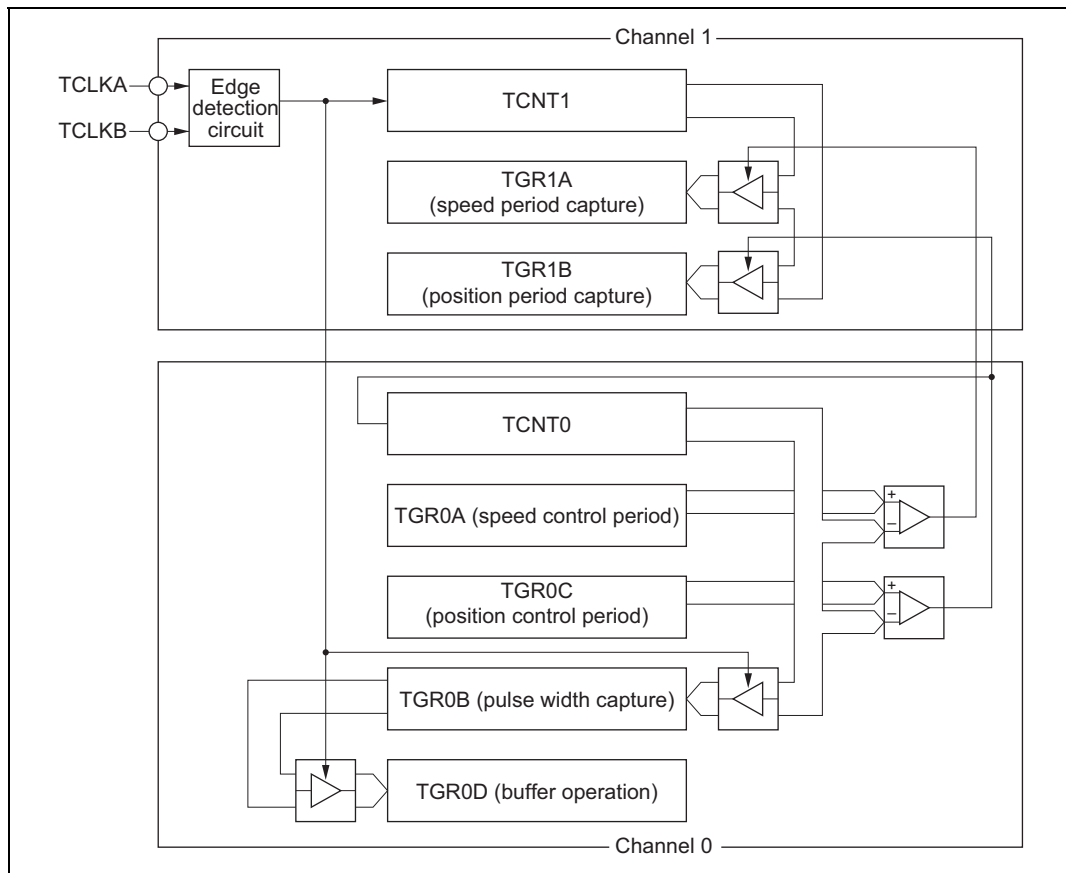 Channel 1
TCLKA
TCLKB
Edge
detection
circuit
TCNT1
TGR1A
(speed period capture)
TGR1B
(position period capture)
TCNT0
TGR0A (speed control period)
+
−
TGR0C
(position control period)
+
−
TGR0B (pulse width capture)
TGR0D (buffer operation)
Channel 0